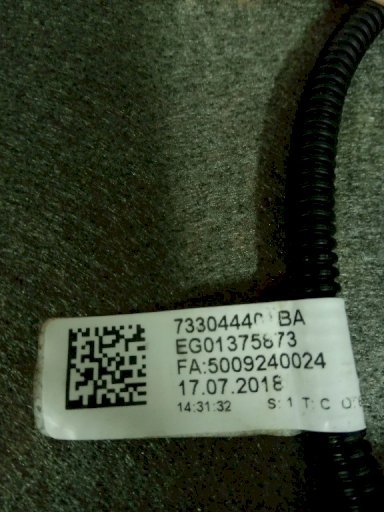 BA
EG01375873
FA:5009240024
17.07.2018
14:31:32 S: 1 T: C